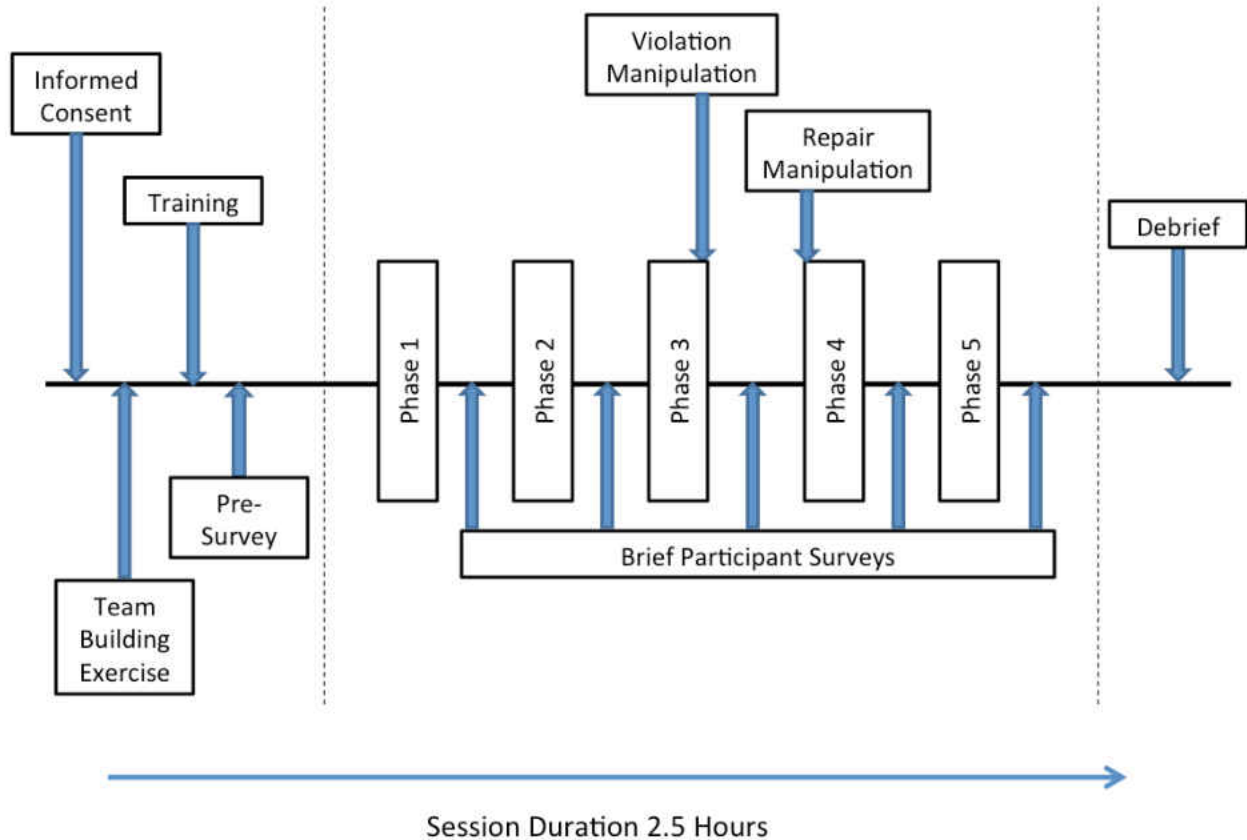 Informed
Consent
Training
Team
Building
Exercise
Pre-
Survey
Violation
Manipulation
Repair
Manipulation
Phase 1
Phase 2
Phase 3
Phase 4
Phase 5
Brief Participant Surveys
Debrief
Session Duration 2.5 Hours